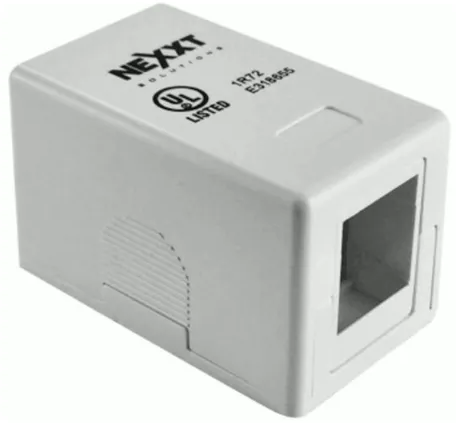 NEXXT
SOLUTIONS
UL
LISTED
1R72
E318655